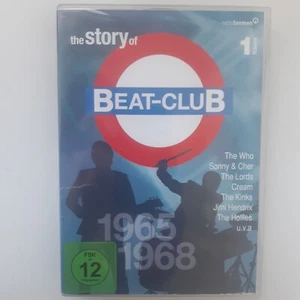 the story of
1
BEAT-CLUB
The Who
Sonny & Cher
The Lords
Cream
The Kinks
Jimi Hendrix
The Hollies
u.v.a
1965
1968
FSK
12